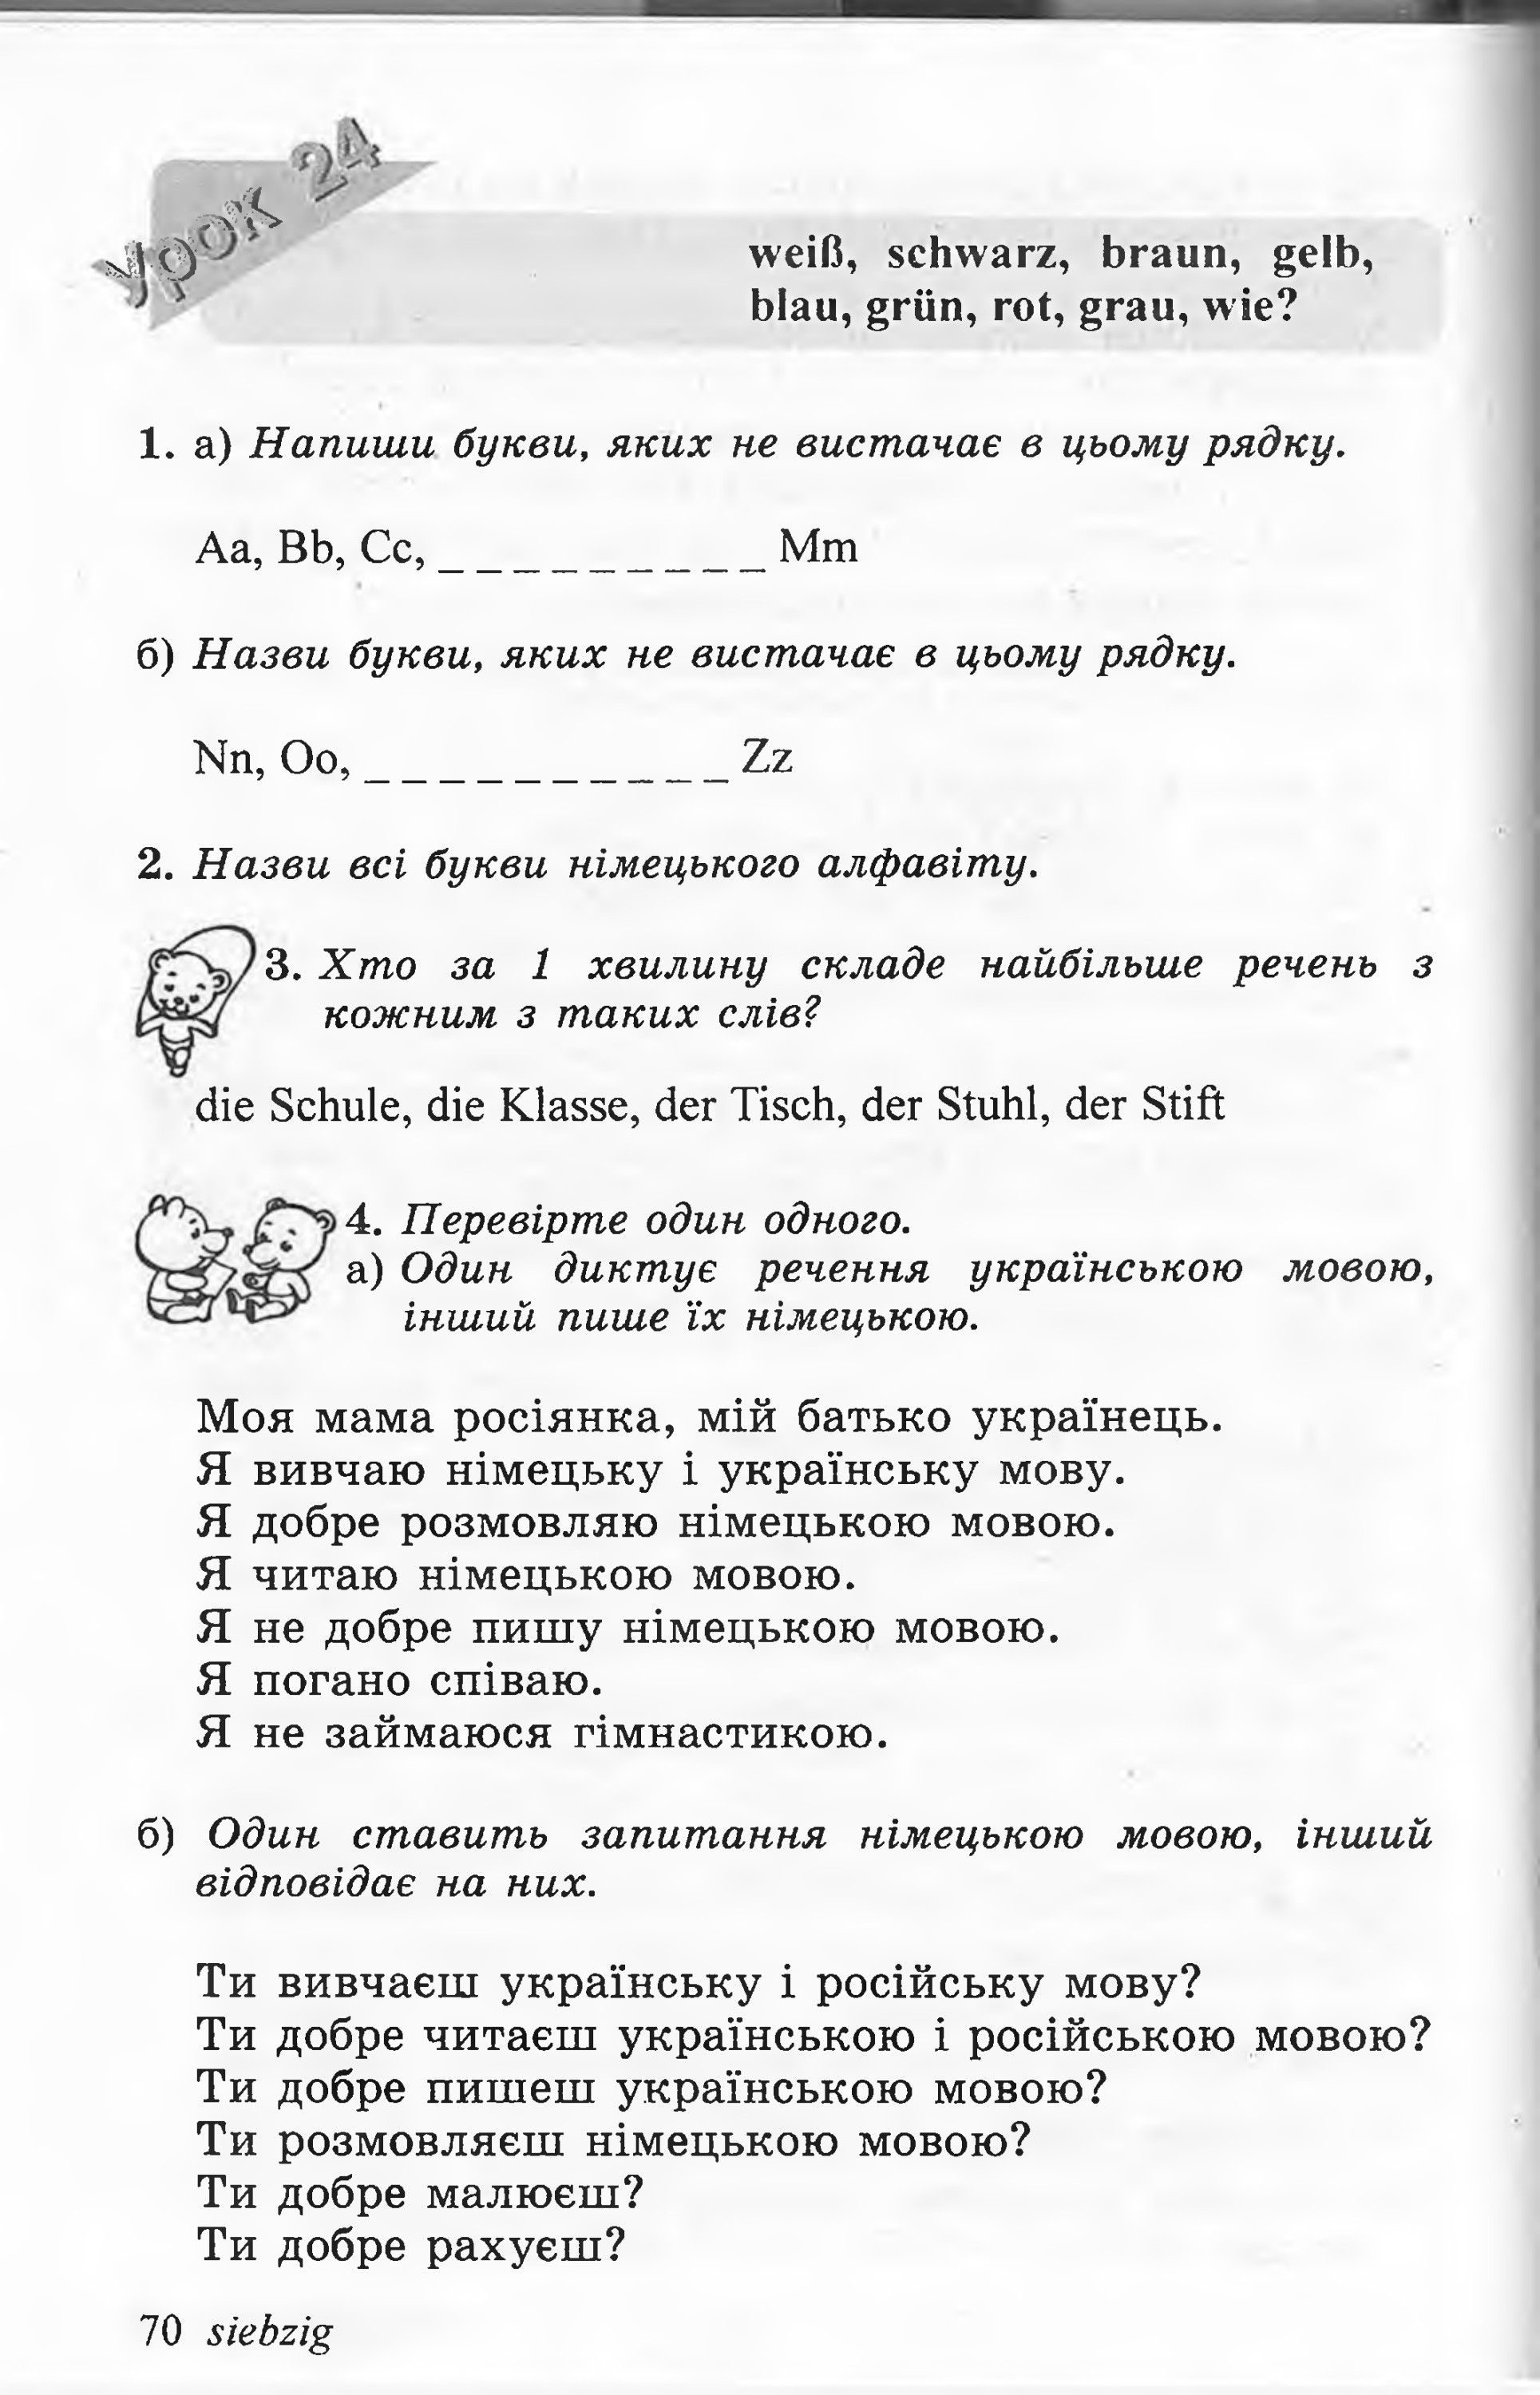 Урок 24
weiß, schwarz, braun, gelb,
blau, grün, rot, grau, wie?
1. а) Напиши букви, яких не вистачає в цьому рядку.
Aa, Bb, Cc, _ _ _ _ _ _ _ _ _ Mm
б) Назви букви, яких не вистачає в цьому рядку.
Nn, Oo, _ _ _ _ _ _ _ _ _ _ Zz
2. Назви всі букви німецького алфавіту.
3. Хто за 1 хвилину складе найбільше речень з
кожним з таких слів?
die Schule, die Klasse, der Tisch, der Stuhl, der Stift
4. Перевірте один одного.
а) Один диктує речення українською мовою,
інший пише їх німецькою.
Моя мама росіянка, мій батько українець.
Я вивчаю німецьку і українську мову.
Я добре розмовляю німецькою мовою.
Я читаю німецькою мовою.
Я не добре пишу німецькою мовою.
Я погано співаю.
Я не займаюся гімнастикою.
б) Один ставить запитання німецькою мовою, інший
відповідає на них.
Ти вивчаєш українську і російську мову?
Ти добре читаєш українською і російською мовою?
Ти добре пишеш українською мовою?
Ти розмовляєш німецькою мовою?
Ти добре малюєш?
Ти добре рахуєш?
70 siebzig